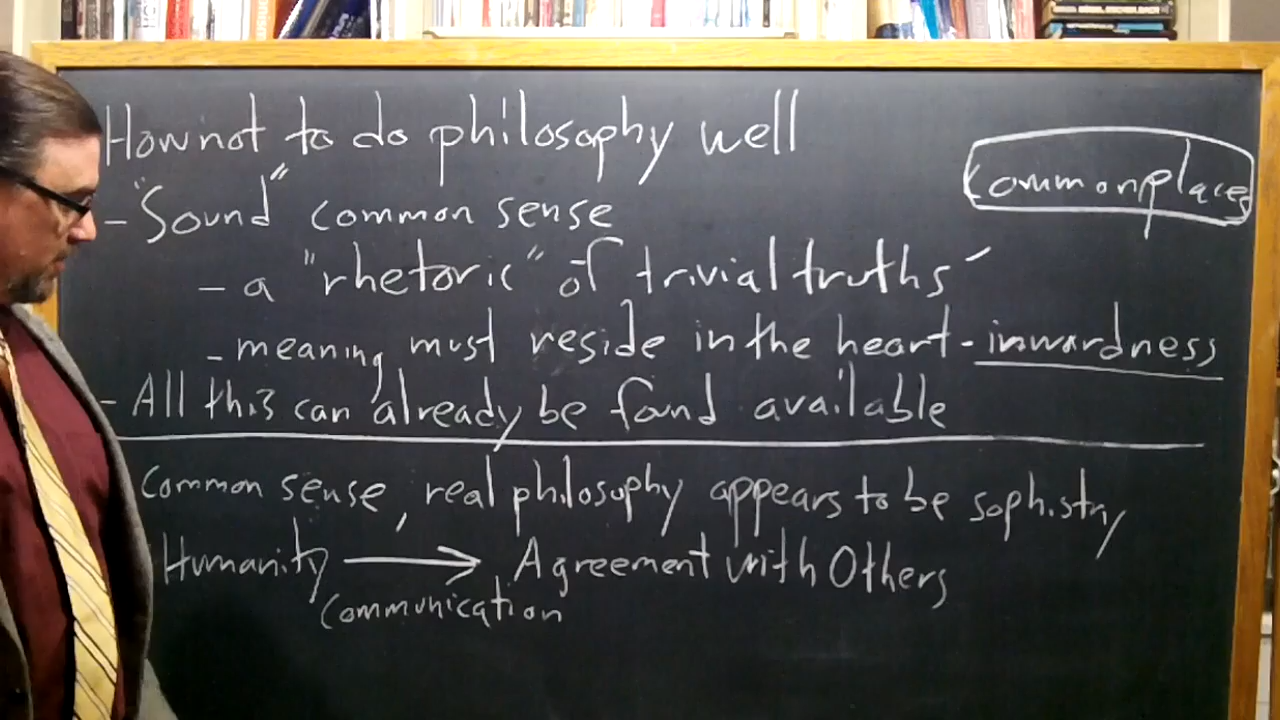 How not to do philosophy well
Commonplaces
- "Sound" common sense
- a "rhetoric" of trivial truths
- meaning must reside in the heart - inwardness
- All this can already be found available
Common sense, real philosophy appears to be sophistry
Humanity → Agreement with Others
Communication